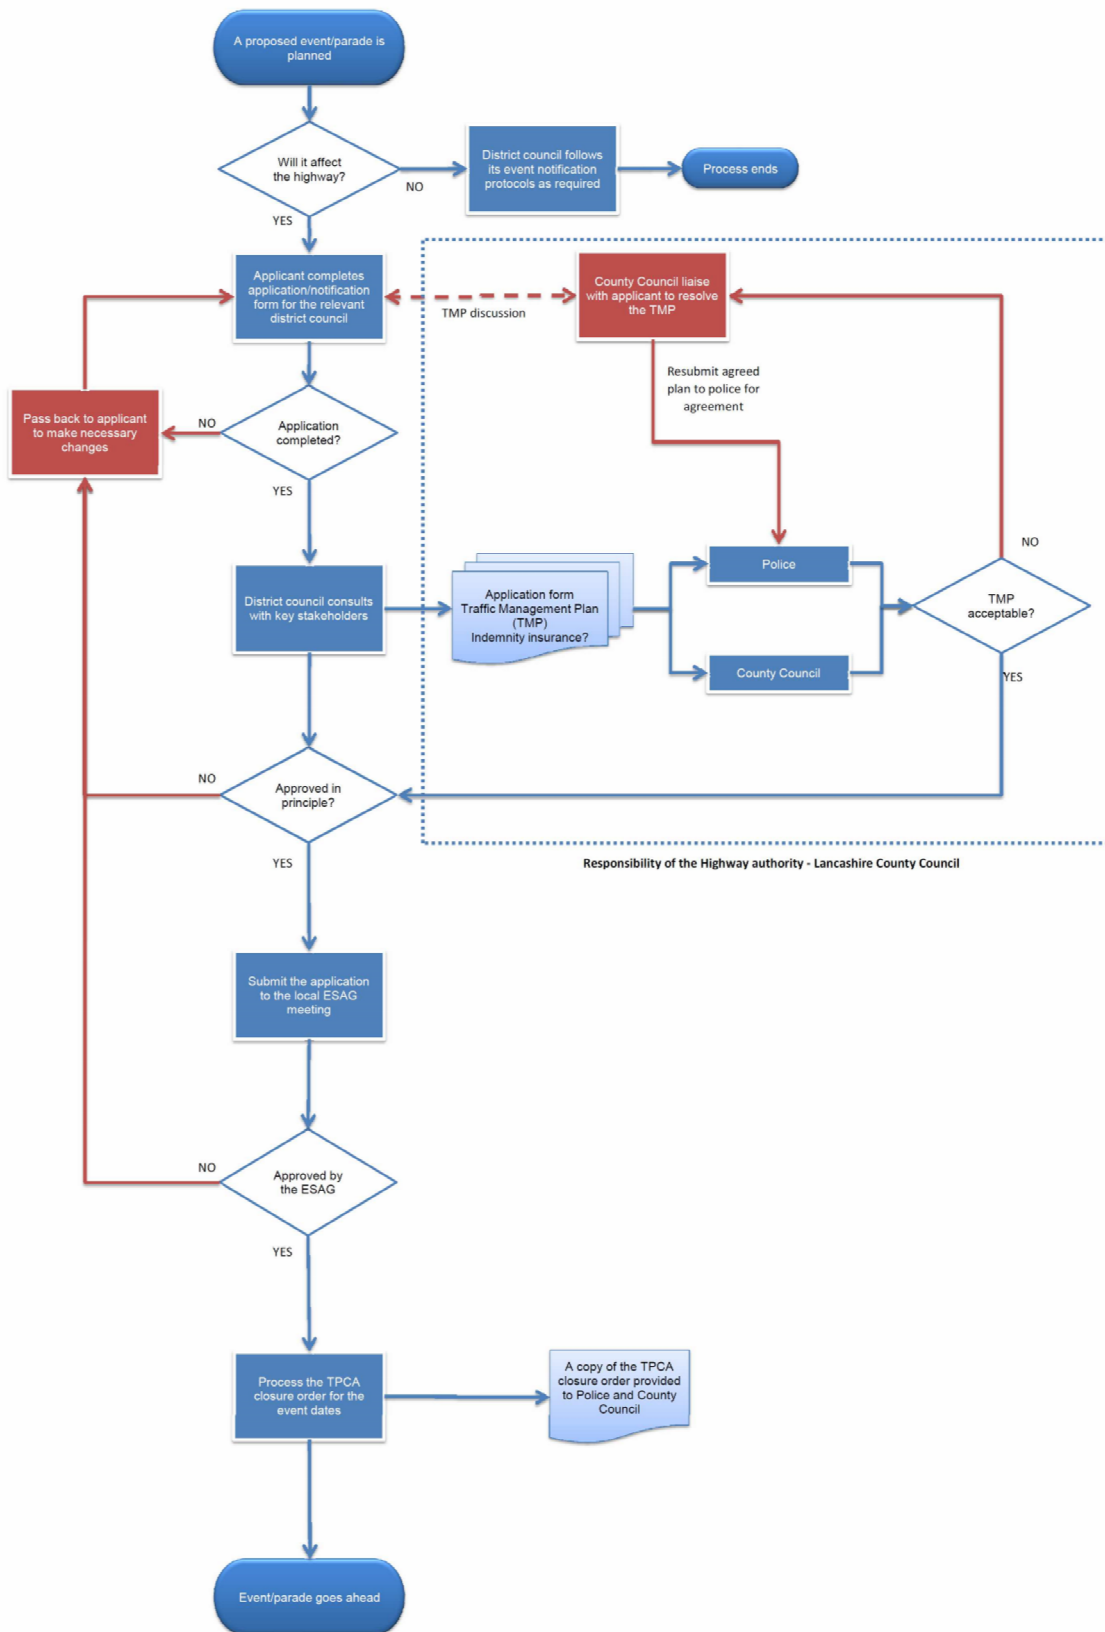 A proposed event/parade is
planned
Will it affect
the highway?
NO
District council follows
its event notification
protocols as required
Process ends
YES
Applicant completes
application/notification
form for the relevant
district council
TMP discussion
County Council liaise
with applicant to resolve
the TMP
Resubmit agreed
plan to police for
agreement
Pass back to applicant
to make necessary
changes
NO
Application
completed?
YES
District council consults
with key stakeholders
Application form
Traffic Management Plan
(TMP)
Indemnity insurance?
Police
County Council
NO
TMP
acceptable?
YES
NO
Approved in
principle?
YES
Responsibility of the Highway authority - Lancashire County Council
Submit the application
to the local ESAG
meeting
NO
Approved by
the ESAG
YES
Process the TPCA
closure order for the
event dates
A copy of the TPCA
closure order provided
to Police and County
Council
Event/parade goes ahead